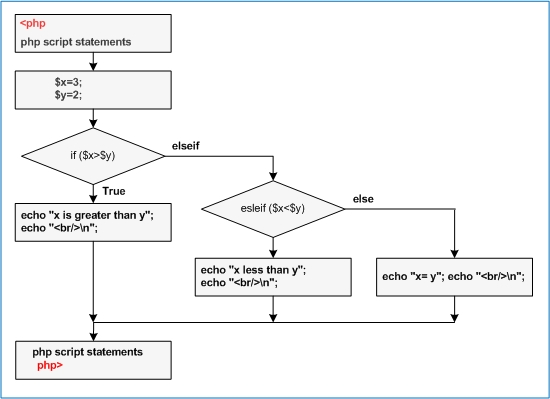 <php
php script statements
$x=3;
$y=2;
if ($x>$y)
elseif
True
esleif ($x<$y)
else
echo "x is greater than y";
echo "<br/>\n";
echo "x less than y";
echo "<br/>\n";
echo "x= y"; echo "<br/>\n";
php script statements
php>